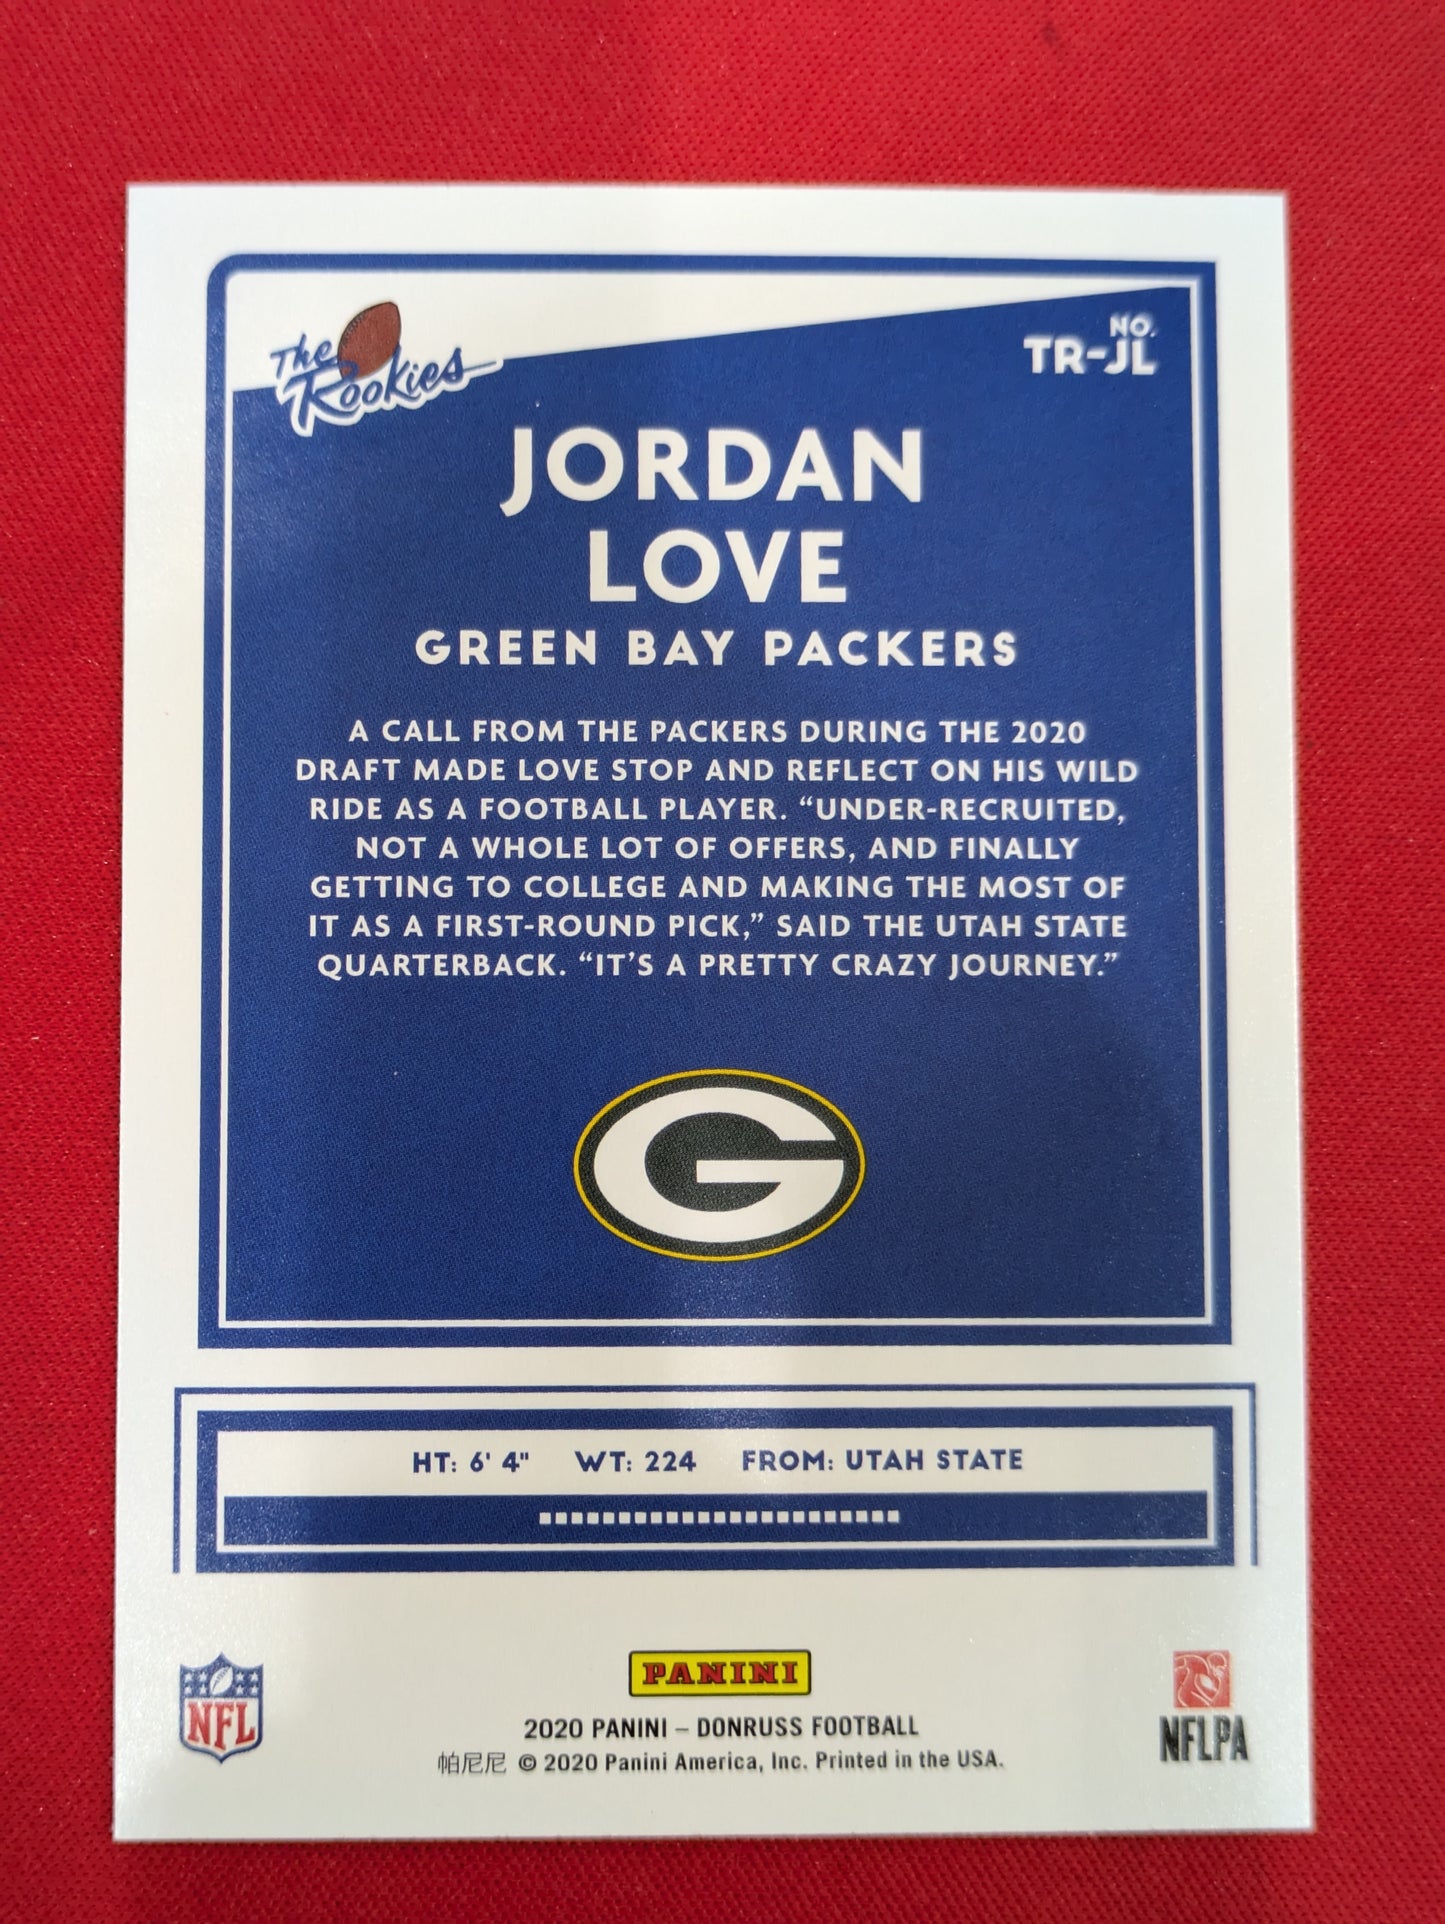 The
Rookies
NO.
TR-JL
JORDAN
LOVE
GREEN BAY PACKERS
A CALL FROM THE PACKERS DURING THE 2020
DRAFT MADE LOVE STOP AND REFLECT ON HIS WILD
RIDE AS A FOOTBALL PLAYER. “UNDER-RECRUITED,
NOT A WHOLE LOT OF OFFERS, AND FINALLY
GETTING TO COLLEGE AND MAKING THE MOST OF
IT AS A FIRST-ROUND PICK,” SAID THE UTAH STATE
QUARTERBACK. “IT’S A PRETTY CRAZY JOURNEY.”
G
HT: 6' 4" WT: 224 FROM: UTAH STATE
NFL
PANINI
NFLPA
2020 PANINI – DONRUSS FOOTBALL
帕尼尼 © 2020 Panini America, Inc. Printed in the USA.